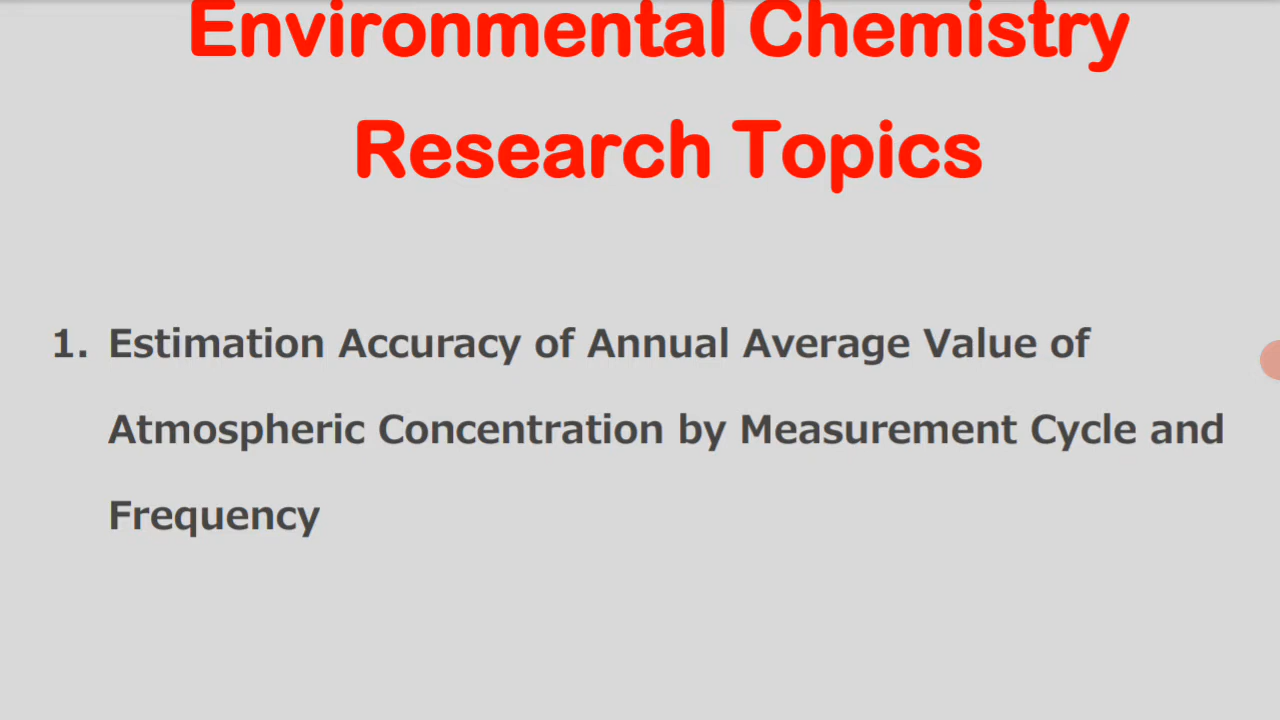 Environmental Chemistry
Research Topics
1. Estimation Accuracy of Annual Average Value of
Atmospheric Concentration by Measurement Cycle and
Frequency